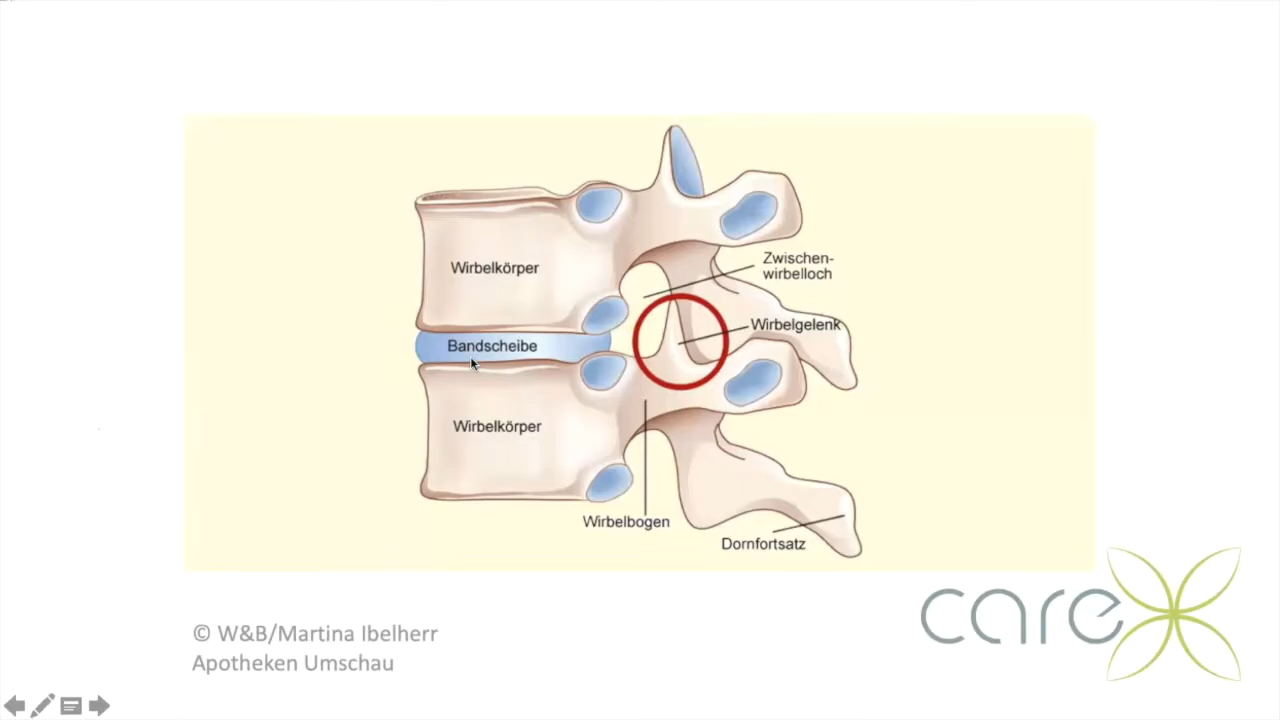 Wirbelkörper
Zwischen-
wirbelloch
Wirbelgelenk
Bandscheibe
Wirbelkörper
Wirbelbogen
Dornfortsatz
care
© W&B/Martina Ibelherr
Apotheken Umschau